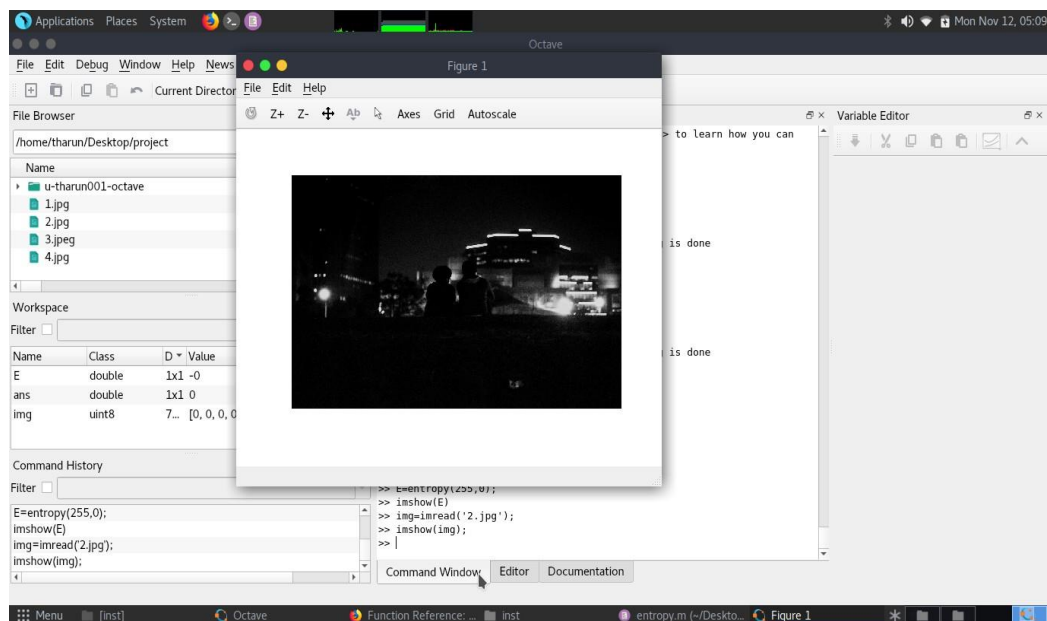 Applications Places System
Mon Nov 12, 05:09
Octave
File Edit Debug Window Help News
Current Director
File Browser
/home/tharun/Desktop/project
Name
u-tharun001-octave
1.jpg
2.jpg
3.jpeg
4.jpg
Workspace
Filter
Name Class D Value
E double 1x1 -0
ans double 1x1 0
img uint8 7... [0, 0, 0, 0
Command History
Filter
E=entropy(255,0);
imshow(E)
img=imread('2.jpg');
imshow(img);
Figure 1
File Edit Help
Z+ Z- Ab Axes Grid Autoscale
> to learn how you can
is done
is done
>> E=entropy(255,0);
>> imshow(E)
>> img=imread('2.jpg');
>> imshow(img);
>>
Command Window Editor Documentation
Variable Editor
Menu [inst] Octave Function Reference: ... inst entropy.m (~/Deskto... Figure 1